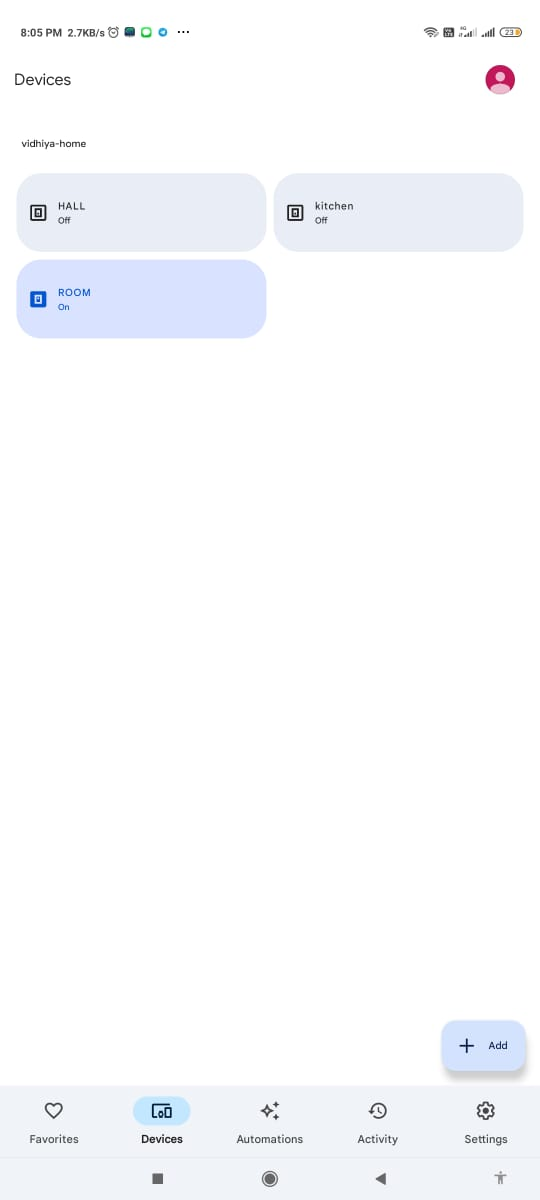 8:05 PM 2.7KB/s
23
Devices
vidhiya-home
HALL
Off
kitchen
Off
ROOM
On
Add
Favorites
Devices
Automations
Activity
Settings